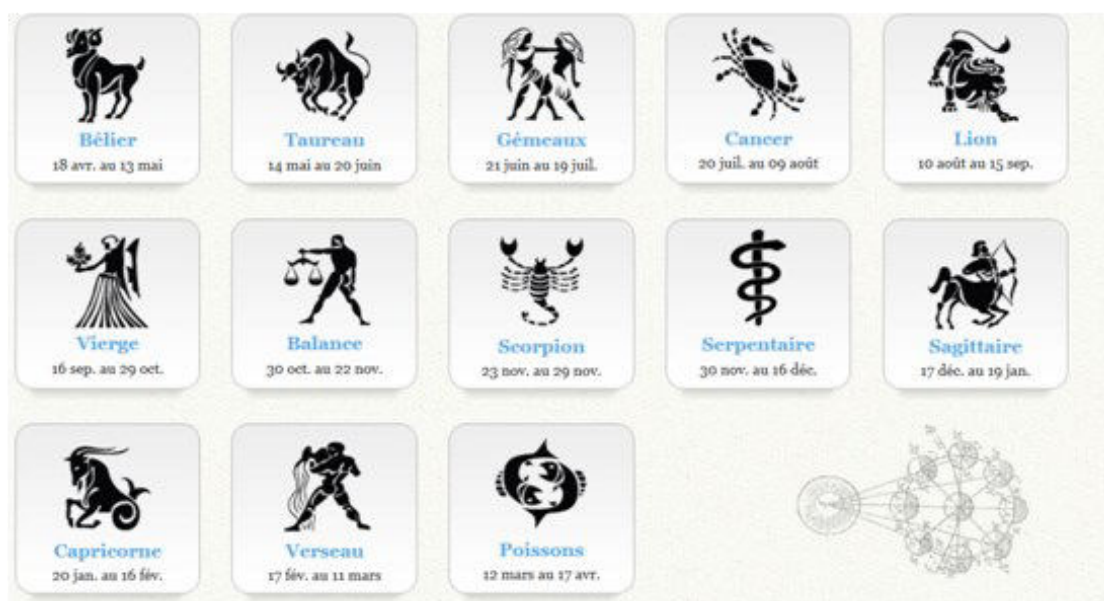 Bélier
18 avr. au 13 mai
Taureau
14 mai au 20 juin
Gémeaux
21 juin au 19 juil.
Cancer
20 juil. au 09 août
Lion
10 août au 15 sep.
Vierge
16 sep. au 29 oct.
Balance
30 oct. au 22 nov.
Scorpion
23 nov. au 29 nov.
Serpentaire
30 nov. au 16 déc.
Sagittaire
17 déc. au 19 jan.
Capricorne
20 jan. au 16 fév.
Verseau
17 fév. au 11 mars
Poissons
12 mars au 17 avr.